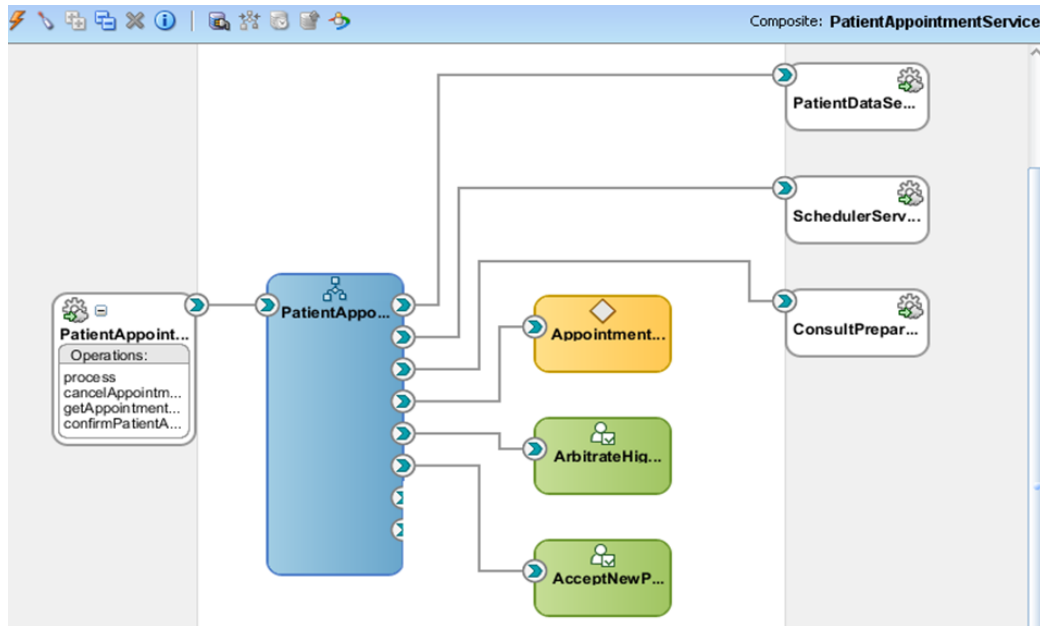 Composite: PatientAppointmentService
PatientDataSe...
SchedulerServ...
ConsultPrepar...
PatientAppoint...
Operations:
process
cancelAppointm...
getAppointment...
confirmPatientA...
PatientAppo...
Appointment...
ArbitrateHig...
AcceptNewP...